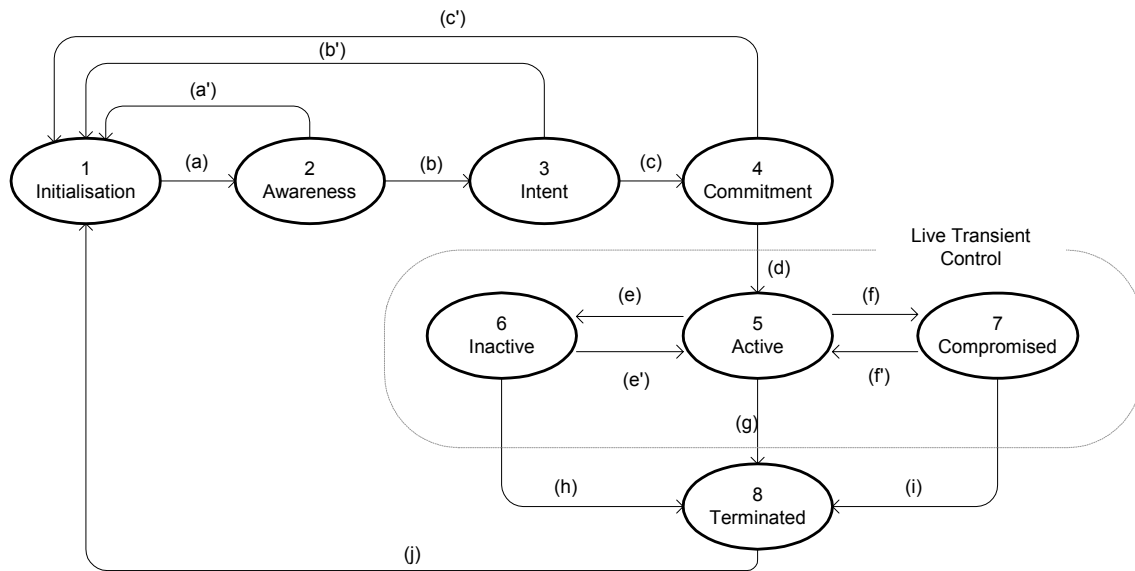 (c')
(b')
(a')
1
Initialisation
(a)
2
Awareness
(b)
3
Intent
(c)
4
Commitment
Live Transient
Control
(d)
6
Inactive
(e)
(e')
5
Active
(f)
(f')
7
Compromised
(g)
(h)
8
Terminated
(i)
(j)